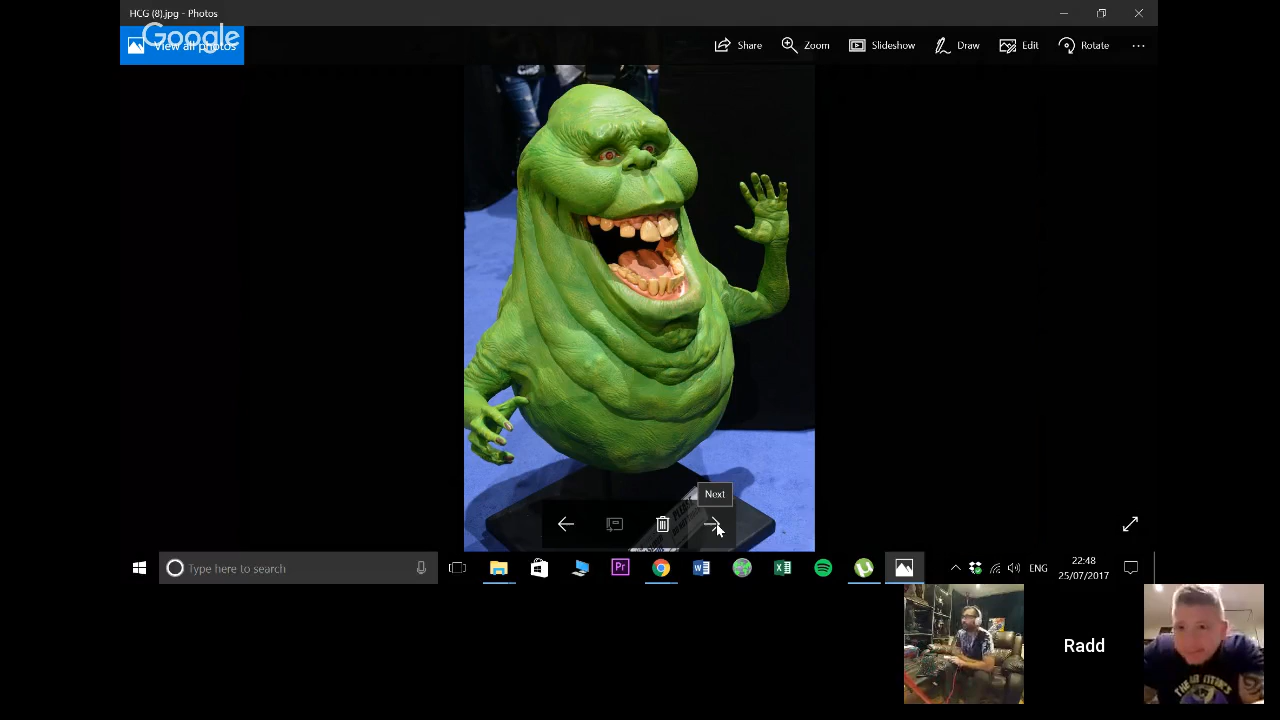 HCG (8).jpg - Photos
Google
View all photos
Share
Zoom
Slideshow
Draw
Edit
Rotate
Next
Type here to search
Pr
ENG
22:48
25/07/2017
Radd